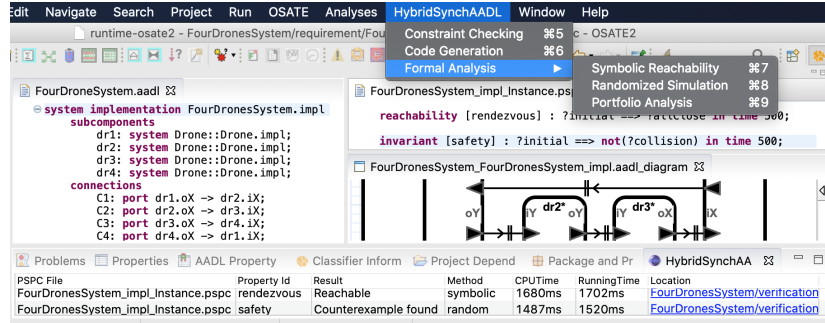 dit Navigate Search Project Run OSATE Analyses HybridSynchAADL Window Help
runtime-osate2 - FourDronesSystem/requirement/Fou
c - OSATE2
Constraint Checking ⌘5
Code Generation ⌘6
Formal Analysis ▶
Symbolic Reachability ⌘7
Randomized Simulation ⌘8
Portfolio Analysis ⌘9
FourDroneSystem.aadl
system implementation FourDronesSystem.impl
subcomponents
dr1: system Drone::Drone.impl;
dr2: system Drone::Drone.impl;
dr3: system Drone::Drone.impl;
dr4: system Drone::Drone.impl;
connections
C1: port dr1.oX -> dr2.iX;
C2: port dr2.oX -> dr3.iX;
C3: port dr3.oX -> dr4.iX;
C4: port dr4.oX -> dr1.iX;
FourDronesSystem_impl_Instance.ps
reachability [rendezvous] : ?initial ==> ?allClose in time 500;
invariant [safety] : ?initial ==> not(?collision) in time 500;
FourDronesSystem_FourDronesSystem_impl.aadl_diagram
oY iY dr2* oY iY dr3* oX iX
Problems Properties AADL Property Classifier Inform Project Depend Package and Pr HybridSynchAA
PSPC File Property Id Result Method CPUTime RunningTime Location
FourDronesSystem_impl_Instance.pspc rendezvous Reachable symbolic 1680ms 1702ms FourDronesSystem/verification
FourDronesSystem_impl_Instance.pspc safety Counterexample found random 1487ms 1520ms FourDronesSystem/verification